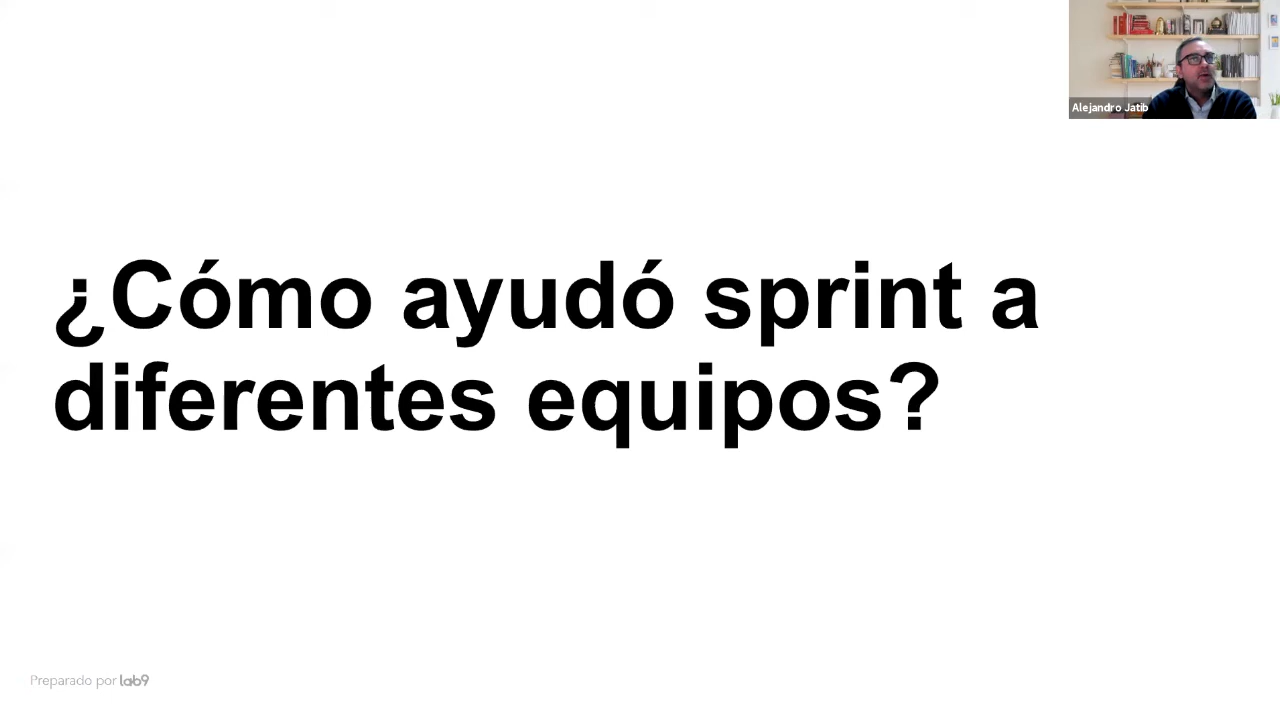 Alejandro Jatib
¿Cómo ayudó sprint a
diferentes equipos?
Preparado por lab9